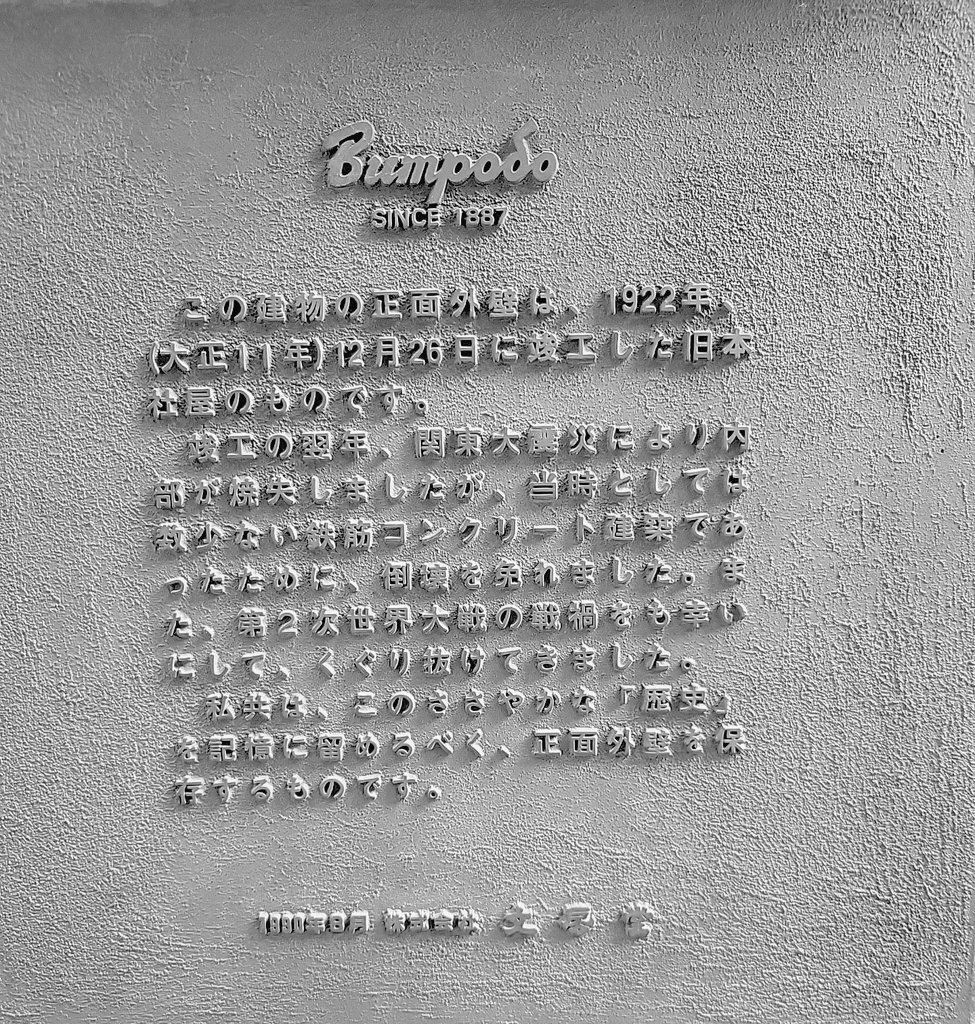 Bumpodo
SINCE 1887
この建物の正面外壁は、1922年、
(大正11年)12月26日に竣工した旧本
社屋のものです。
竣工の翌年、関東大震災により内
部が焼失しましたが、当時としては
数少ない鉄筋コンクリート建築であ
ったために、倒壊を免れました。ま
た、第2次世界大戦の戦禍をも幸い
にして、くぐり抜けてきました。
私共は、このささやかな「歴史」
を記憶に留めるべく、正面外壁を保
存するものです。
1990年8月 株式会社 文房堂